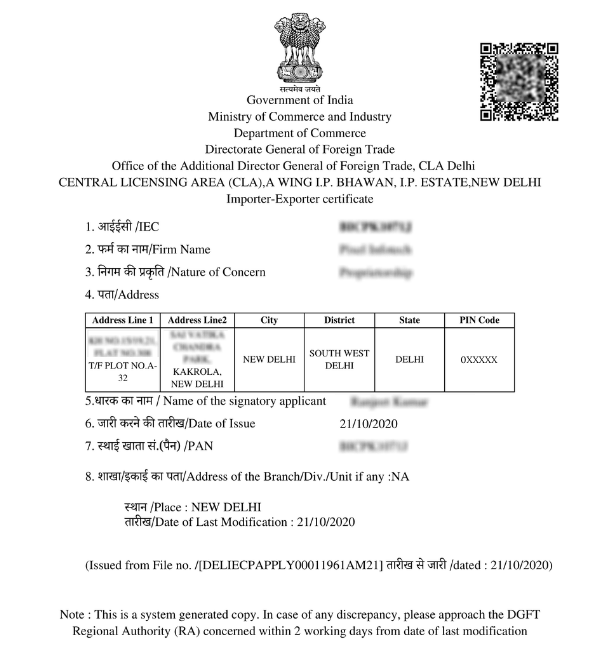 सत्यमेव जयते
Government of India
Ministry of Commerce and Industry
Department of Commerce
Directorate General of Foreign Trade
Office of the Additional Director General of Foreign Trade, CLA Delhi
CENTRAL LICENSING AREA (CLA),A WING I.P. BHAWAN, I.P. ESTATE,NEW DELHI
Importer-Exporter certificate
1. आईईसी /IEC
2. फर्म का नाम/Firm Name
3. निगम की प्रकृति /Nature of Concern
4. पता/Address
Address Line 1 Address Line2 City District State PIN Code
T/F PLOT NO.A-32 KAKROLA, NEW DELHI NEW DELHI SOUTH WEST DELHI DELHI 0XXXXX
5.धारक का नाम / Name of the signatory applicant
6. जारी करने की तारीख/Date of Issue 21/10/2020
7. स्थाई खाता सं.(पैन) /PAN
8. शाखा/इकाई का पता/Address of the Branch/Div./Unit if any :NA
स्थान /Place : NEW DELHI
तारीख/Date of Last Modification : 21/10/2020
(Issued from File no. /[DELIECPAPPLY00011961AM21] तारीख से जारी /dated : 21/10/2020)
Note : This is a system generated copy. In case of any discrepancy, please approach the DGFT
Regional Authority (RA) concerned within 2 working days from date of last modification